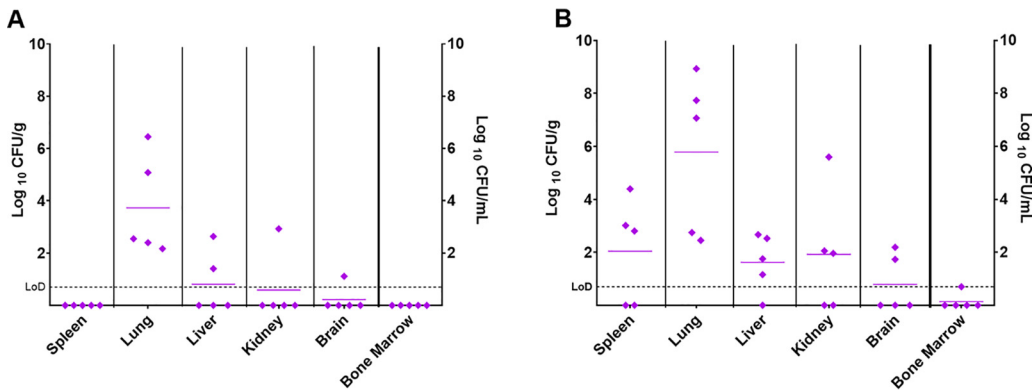 A
10
8
6
4
2
LoD
Log 10 CFU/g
10
8
6
4
2
Log 10 CFU/mL
Spleen
Lung
Liver
Kidney
Brain
Bone Marrow
B
10
8
6
4
2
LoD
Log 10 CFU/g
10
8
6
4
2
Log 10 CFU/mL
Spleen
Lung
Liver
Kidney
Brain
Bone Marrow